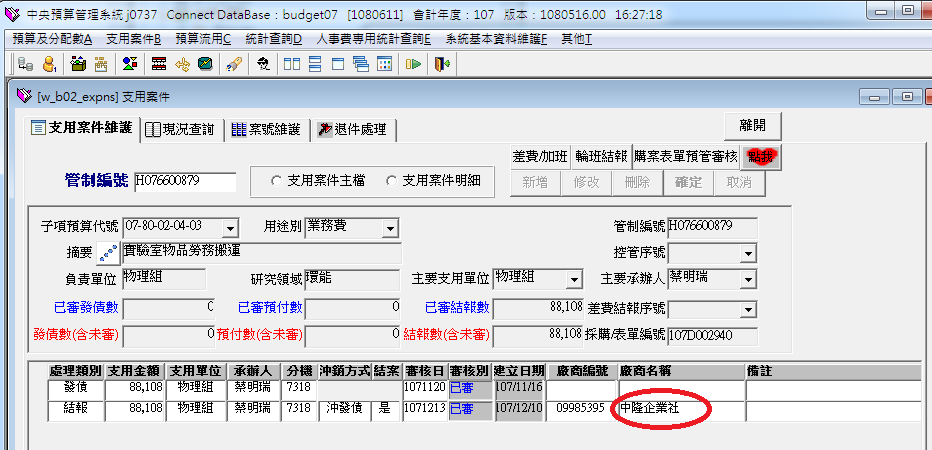 中央預算管理系統 j0737 Connect DataBase：budget07 [1080611] 會計年度：107 版本：1080516.00 16:27:18
預算及分配數A 支用案件B 預算流用C 統計查詢D 人事費專用統計查詢E 系統基本資料維護F 其他T
[w_b02_expns] 支用案件
支用案件維護 現況查詢 案號維護 退件處理 離開
差費/加班 輪班結報 購案表單預管審核 點我
管制編號 H076600879 支用案件主檔 支用案件明細 新增 修改 刪除 確定 取消
子項預算代號 07-80-02-04-03 用途別 業務費 管制編號 H076600879
摘要 實驗室物品勞務搬運 控管序號
負責單位 物理組 研究領域 環能 主要支用單位 物理組 主要承辦人 蔡明瑞
已審發債數 0 已審預付數 0 已審結報數 88,108 差費結報序號
發債數(含未審) 0 預付數(含未審) 0 結報數(含未審) 88,108 採購/表單編號 107D002940
處理類別 支用金額 支用單位 承辦人 分機 沖銷方式 結案 審核日 審核別 建立日期 廠商編號 廠商名稱 備註
發債 88,108 物理組 蔡明瑞 7318 1071120 已審 107/11/16
結報 88,108 物理組 蔡明瑞 7318 沖發債 是 1071213 已審 107/12/10 09985395 中隆企業社